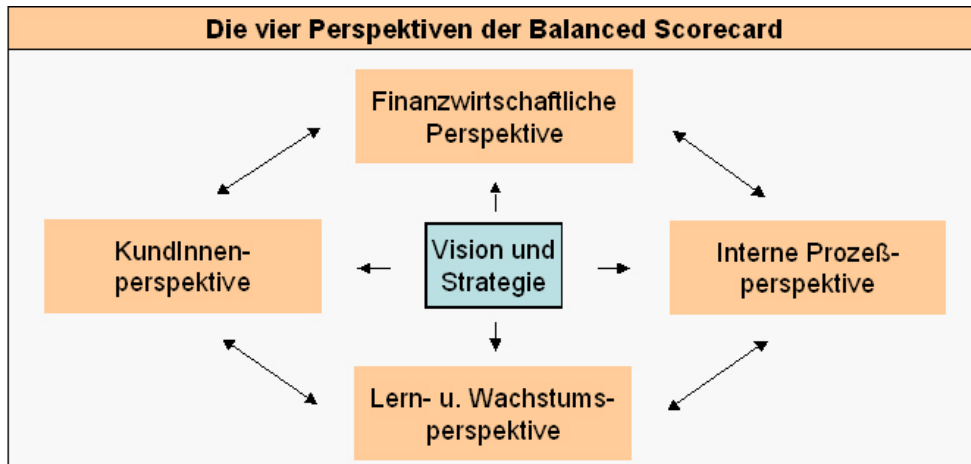 Die vier Perspektiven der Balanced Scorecard
Finanzwirtschaftliche
Perspektive
KundInnen-
perspektive
Vision und
Strategie
Interne Prozeß-
perspektive
Lern- u. Wachstums-
perspektive